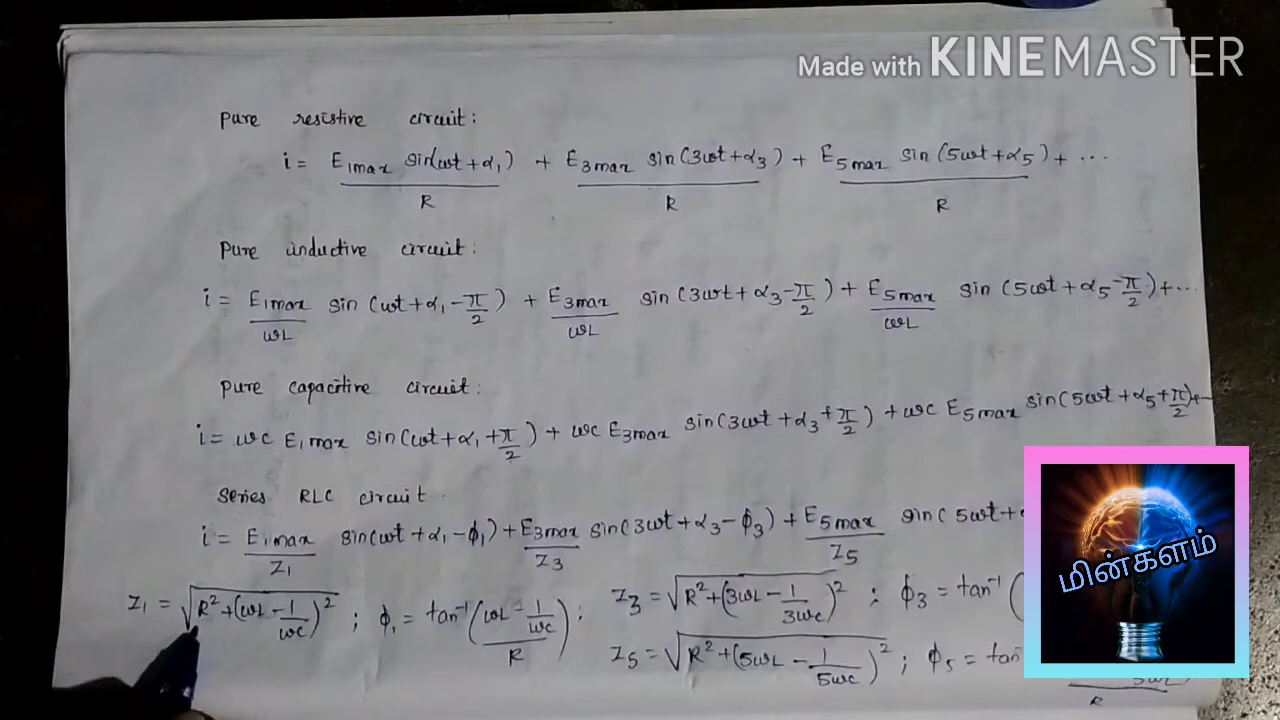 Made with KINEMASTER
Pure resistive circuit:
i = E1max sin(ωt+α1)/R + E3max sin(3ωt+α3)/R + E5max sin(5ωt+α5)/R + ....
Pure inductive circuit:
i = E1max/ωL sin(ωt+α1-π/2) + E3max/ωL sin(3ωt+α3-π/2) + E5max/ωL sin(5ωt+α5-π/2) + ...
Pure capacitive circuit:
i = ωc E1max sin(ωt+α1+π/2) + ωc E3max sin(3ωt+α3+π/2) + ωc E5max sin(5ωt+α5+π/2)+
Series RLC circuit
i = E1max/Z1 sin(ωt+α1-ϕ1) + E3max/Z3 sin(3ωt+α3-ϕ3) + E5max/Z5 sin(5ωt+
Z1 = √(R²+(ωL-1/ωc)²) ; ϕ1 = tan⁻¹((ωL-1/ωc)/R) ;
Z3 = √(R²+(3ωL-1/3ωc)²) ; ϕ3 = tan⁻¹(
Z5 = √(R²+(5ωL-1/5ωc)²) ; ϕ5 = tan
R
மின்களம்